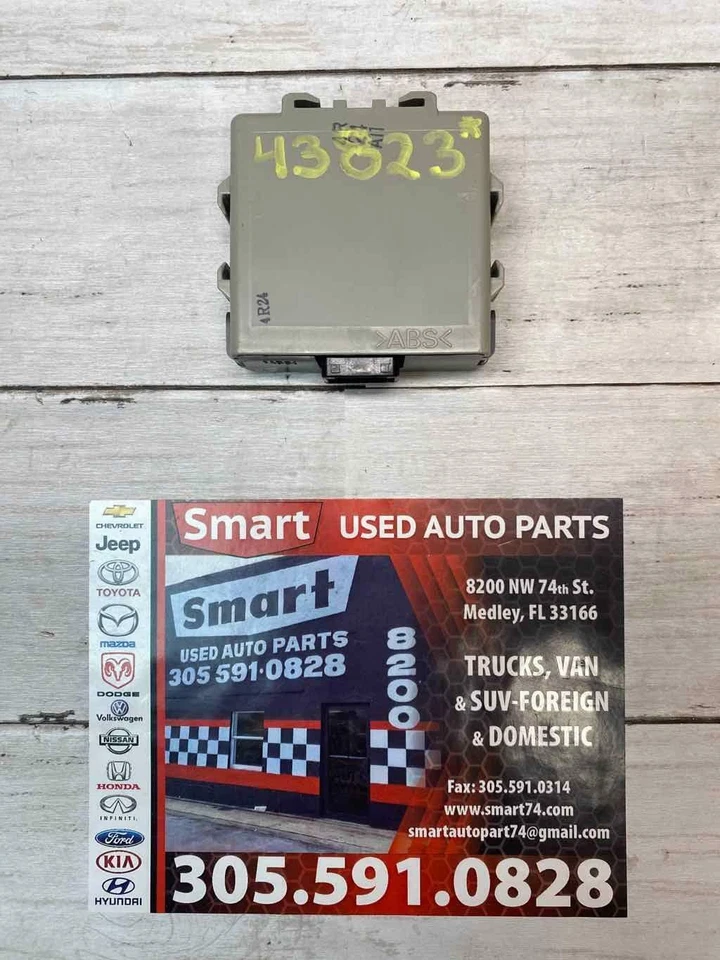 43823*
4R24
>ABS<
Smart USED AUTO PARTS
CHEVROLET
Jeep
TOYOTA
mazda
DODGE
Volkswagen
NISSAN
HONDA
INFINITI.
Ford
KIA
HYUNDAI
Smart
USED AUTO PARTS
305 591·0828
8200
8200 NW 74th St.
Medley, FL 33166
TRUCKS, VAN
& SUV-FOREIGN
& DOMESTIC
Fax: 305.591.0314
www.smart74.com
smartautopart74@gmail.com
305.591.0828